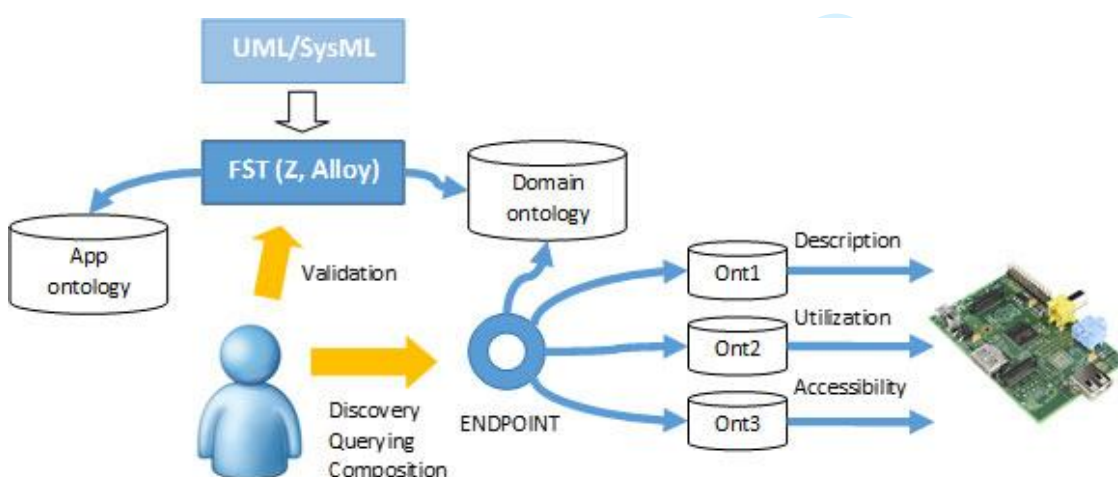 UML/SysML
FST (Z, Alloy)
Domain
ontology
App
ontology
Validation
Description
Ont1
Utilization
Ont2
Accessibility
Ont3
ENDPOINT
Discovery
Querying
Composition